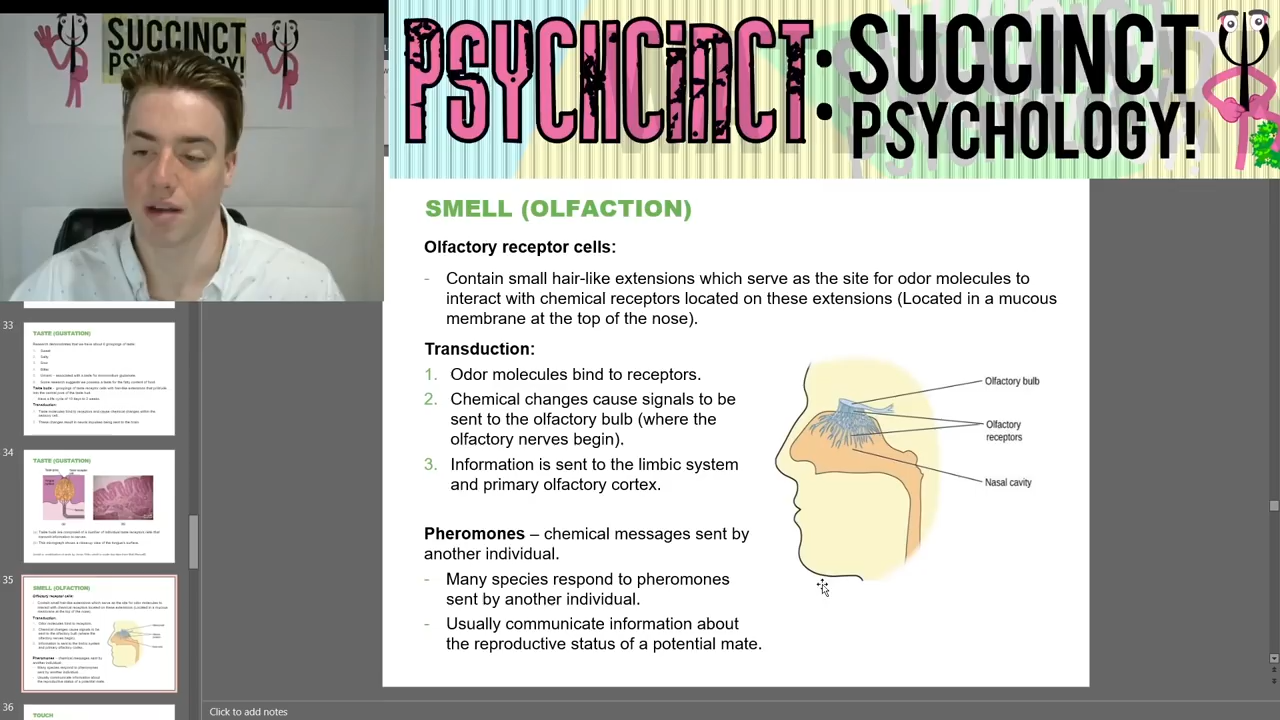 SUCCINCT
PSYCHOLOGY!
PSYCHCINCT: SUCCINCT
PSYCHOLOGY!
SMELL (OLFACTION)
Olfactory receptor cells:
- Contain small hair-like extensions which serve as the site for odor molecules to
interact with chemical receptors located on these extensions (Located in a mucous
membrane at the top of the nose).
Transduction:
1. Odor molecules bind to receptors.
2. Chemical changes cause signals to be
sent to the olfactory bulb (where the
olfactory nerves begin).
3. Information is sent to the limbic system
and primary olfactory cortex.
Pheromones – chemical messages sent by
another individual.
- Many species respond to pheromones
sent by another individual.
- Usually communicate information about
the reproductive status of a potential mate.
Olfactory bulb
Olfactory
receptors
Nasal cavity
33
TASTE (GUSTATION)
34
TASTE (GUSTATION)
35
SMELL (OLFACTION)
Olfactory receptor cells:
Transduction:
36
TOUCH
Click to add notes